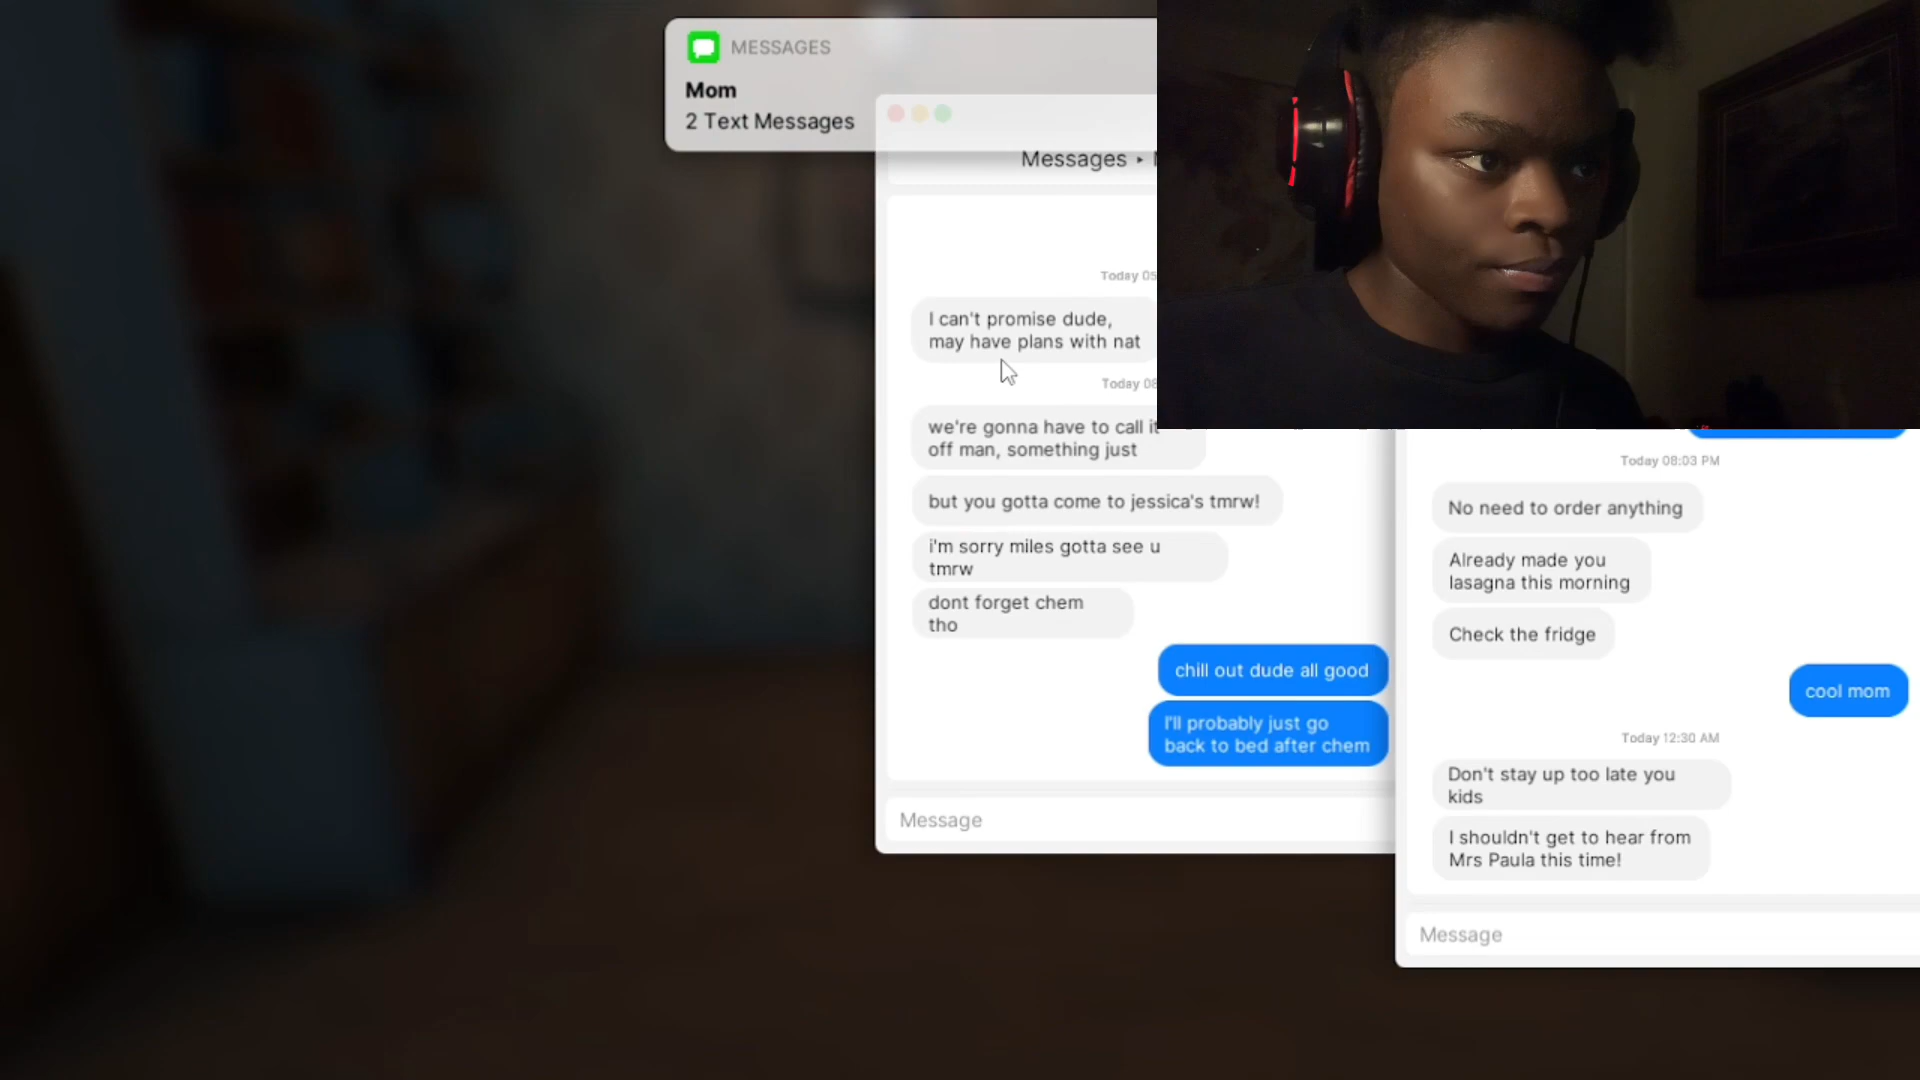 MESSAGES
Mom
2 Text Messages
Messages ▸
Today 05
I can't promise dude,
may have plans with nat
Today 08
we're gonna have to call it
off man, something just
but you gotta come to jessica's tmrw!
i'm sorry miles gotta see u
tmrw
dont forget chem
tho
chill out dude all good
I'll probably just go
back to bed after chem
Message
Today 08:03 PM
No need to order anything
Already made you
lasagna this morning
Check the fridge
cool mom
Today 12:30 AM
Don't stay up too late you
kids
I shouldn't get to hear from
Mrs Paula this time!
Message